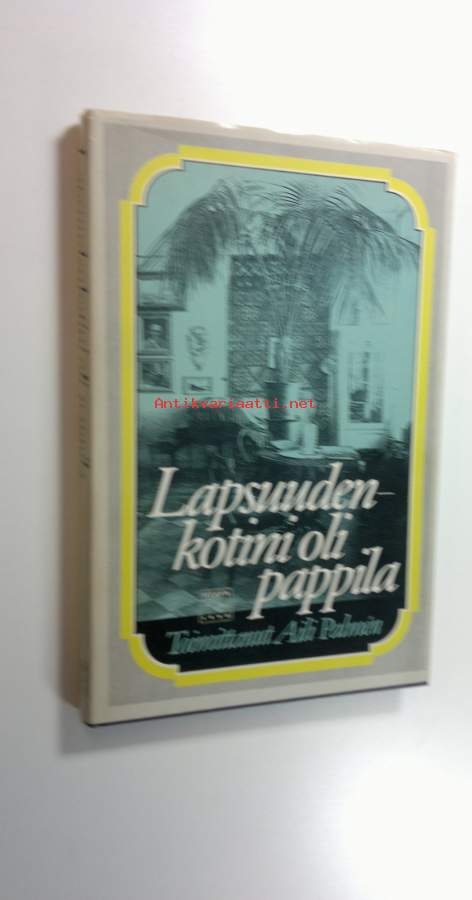 Antikvariaatti.net
Lapsuuden-
kotini oli
pappila
Toimittanut Aili Palmén